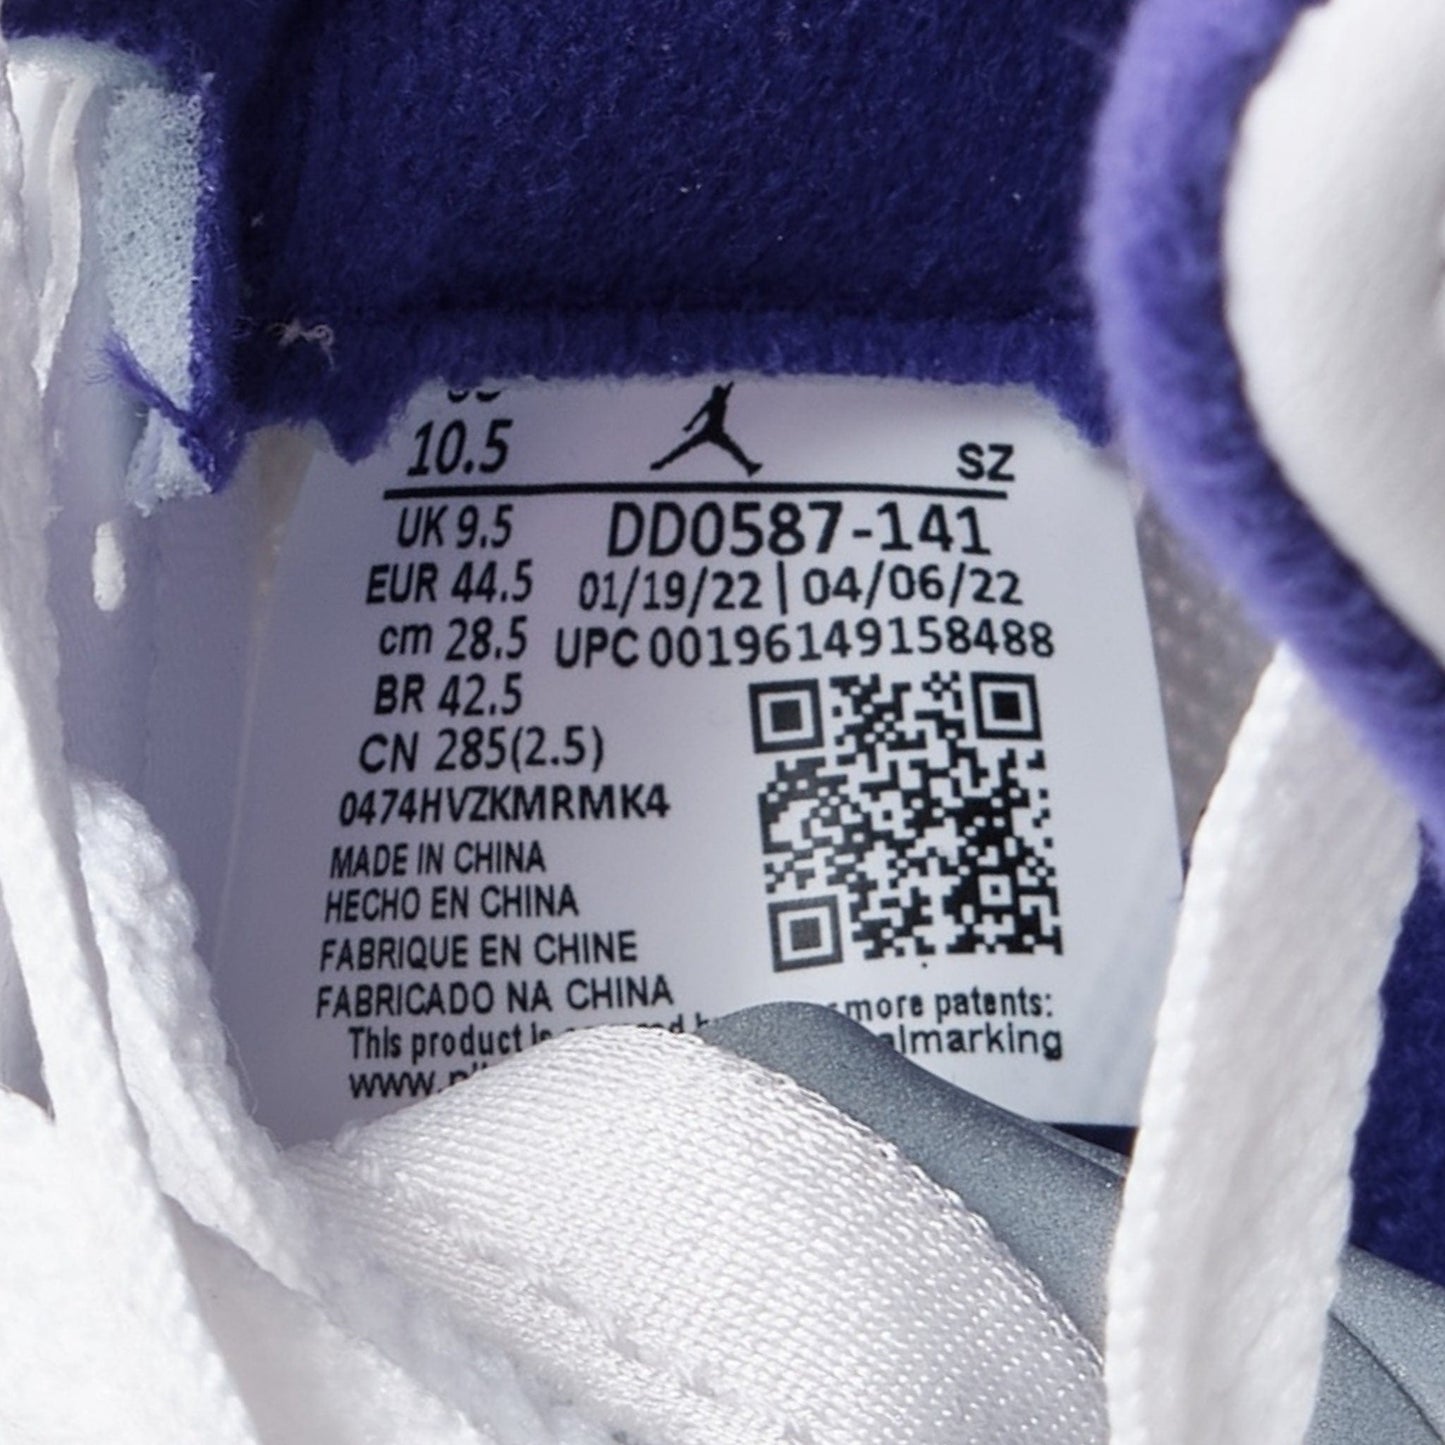 US
10.5 SZ
UK 9.5 DD0587-141
EUR 44.5 01/19/22 | 04/06/22
cm 28.5 UPC 00196149158488
BR 42.5
CN 285(2.5)
0474HVZKMRMK4
MADE IN CHINA
HECHO EN CHINA
FABRIQUE EN CHINE
FABRICADO NA CHINA
This product is more patents:
www.